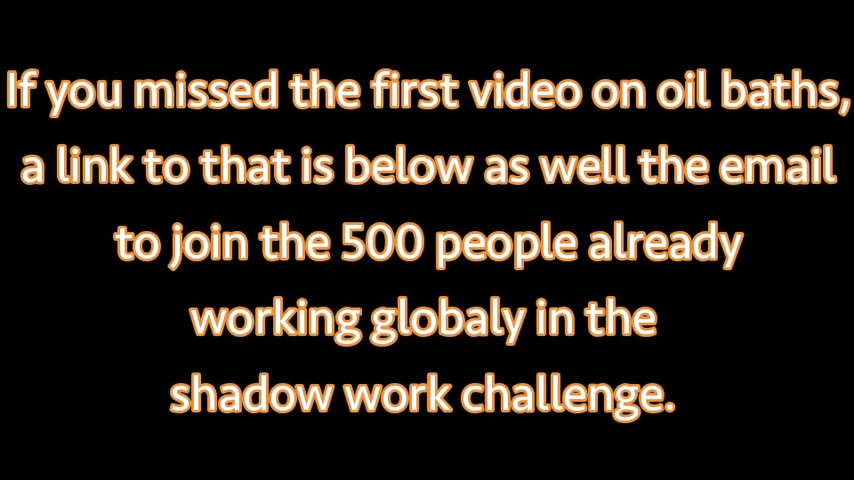 If you missed the first video on oil baths,
a link to that is below as well the email
to join the 500 people already
working globaly in the
shadow work challenge.